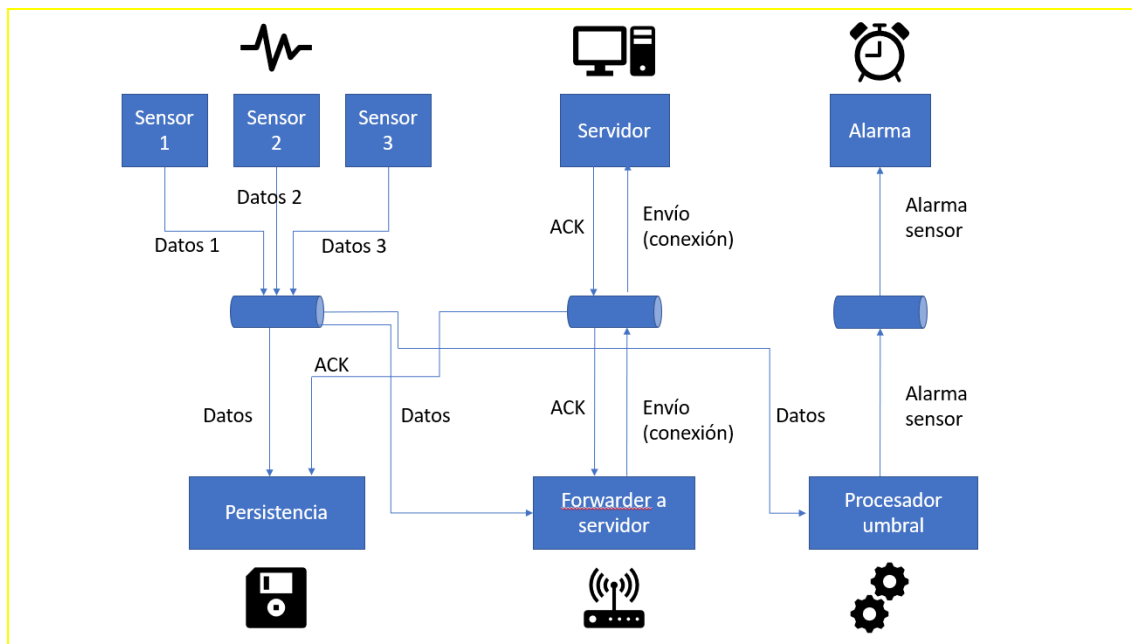 Sensor
1
Sensor
2
Sensor
3
Servidor
Alarma
Datos 2
Datos 1
Datos 3
ACK
Envío
(conexión)
Alarma
sensor
ACK
Datos
Datos
ACK
Envío
(conexión)
Datos
Alarma
sensor
Persistencia
Forwarder a
servidor
Procesador
umbral